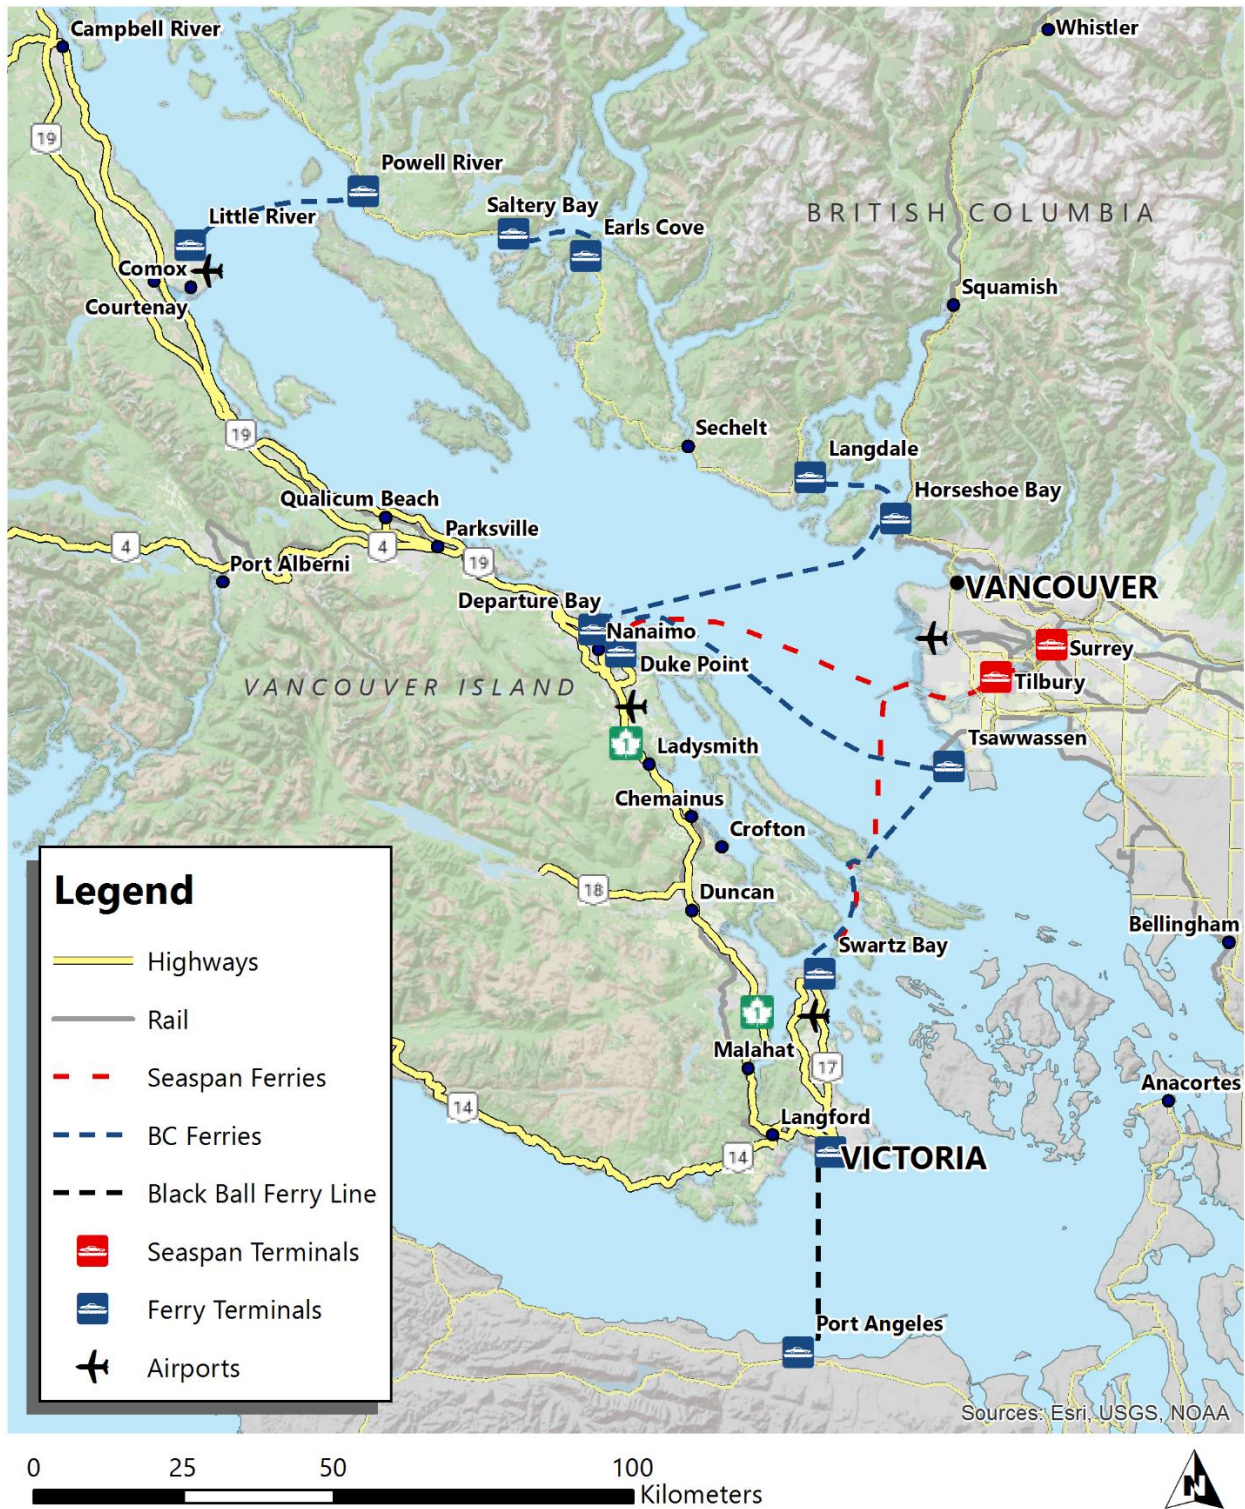 Campbell River
Whistler
19
Powell River
Saltery Bay
Little River
BRITISH COLUMBIA
Earls Cove
Comox
Squamish
Courtenay
19
Sechelt
Langdale
Qualicum Beach
Horseshoe Bay
Parksville
4
4
19
Port Alberni
VANCOUVER
Departure Bay
Nanaimo
Surrey
Duke Point
VANCOUVER ISLAND
Tilbury
Tsawwassen
1
Ladysmith
Chemainus
Crofton
18
Duncan
Bellingham
Swartz Bay
1
Malahat
17
Anacortes
14
Langford
14
VICTORIA
Port Angeles
Legend
Highways
Rail
Seaspan Ferries
BC Ferries
Black Ball Ferry Line
Seaspan Terminals
Ferry Terminals
Airports
Sources: Esri, USGS, NOAA
0 25 50 100
Kilometers
N